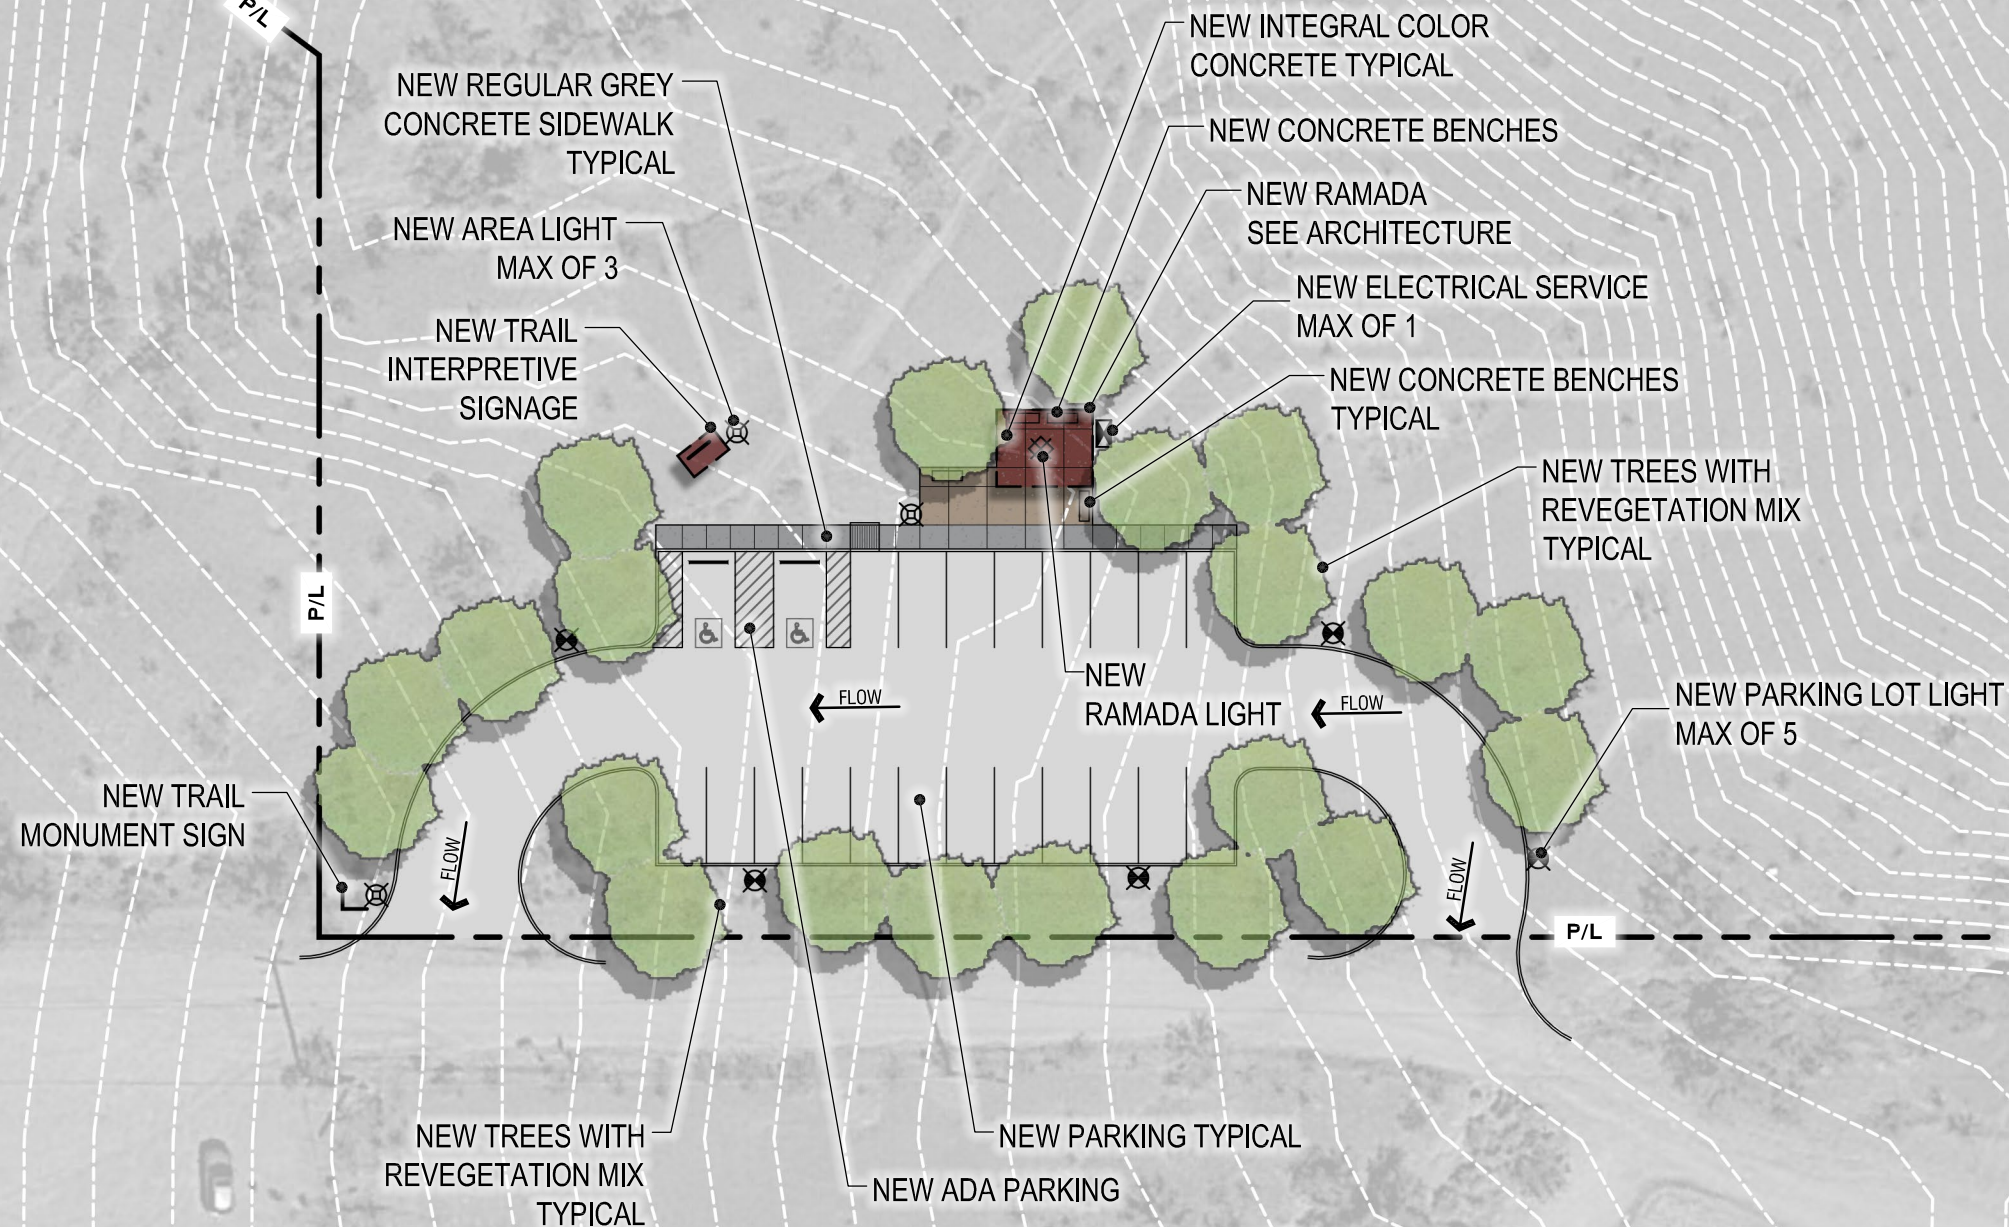 P/L
NEW INTEGRAL COLOR
CONCRETE TYPICAL
NEW REGULAR GREY
CONCRETE SIDEWALK
TYPICAL
NEW CONCRETE BENCHES
NEW RAMADA
SEE ARCHITECTURE
NEW AREA LIGHT
MAX OF 3
NEW ELECTRICAL SERVICE
MAX OF 1
NEW TRAIL
INTERPRETIVE
SIGNAGE
NEW CONCRETE BENCHES
TYPICAL
NEW TREES WITH
REVEGETATION MIX
TYPICAL
P/L
NEW
RAMADA LIGHT
FLOW
FLOW
NEW PARKING LOT LIGHT
MAX OF 5
NEW TRAIL
MONUMENT SIGN
FLOW
FLOW
P/L
NEW TREES WITH
REVEGETATION MIX
TYPICAL
NEW PARKING TYPICAL
NEW ADA PARKING